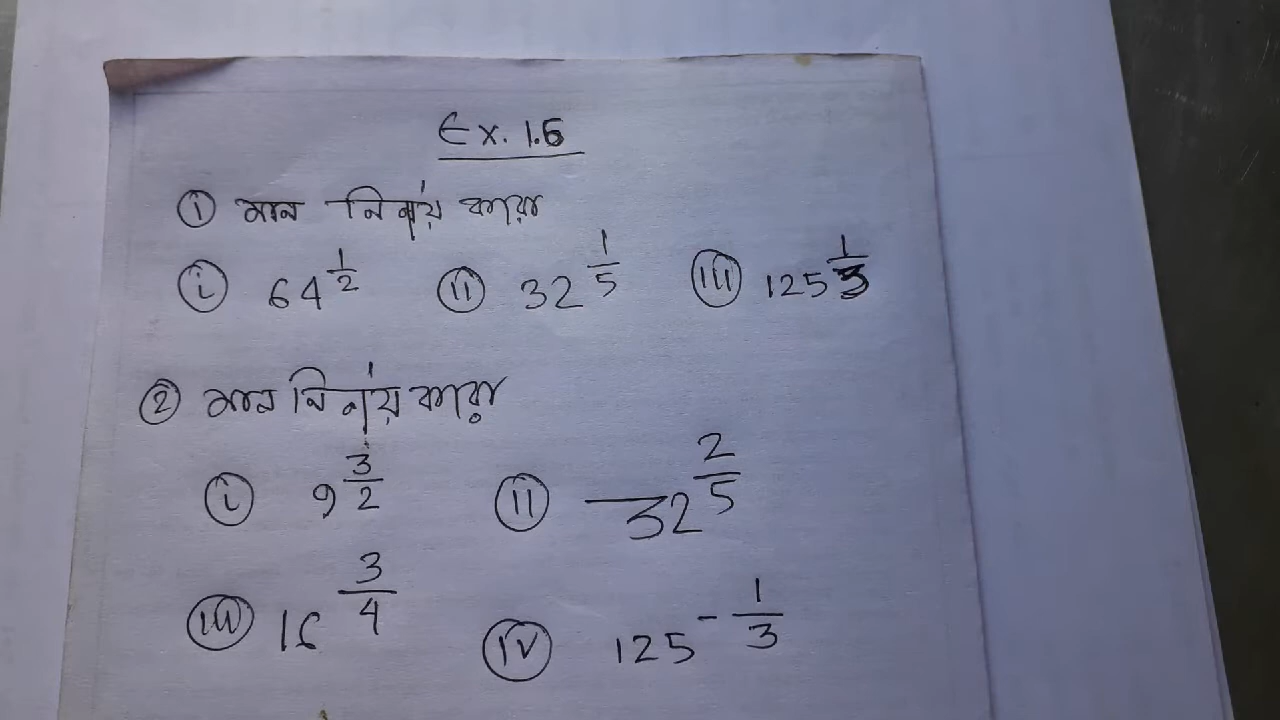 Ex. 1.6
① मান নির্ণয় করো
ⓘ 64^{1/2} ⓘⓘ 32^{1/5} ⓘⓘⓘ 125^{1/3}
② মান নির্ণয় করো
ⓘ 9^{3/2} ⓘⓘ 32^{2/5}
ⓘⓘⓘ 16^{3/4} ⓘⓥ 125^{-1/3}